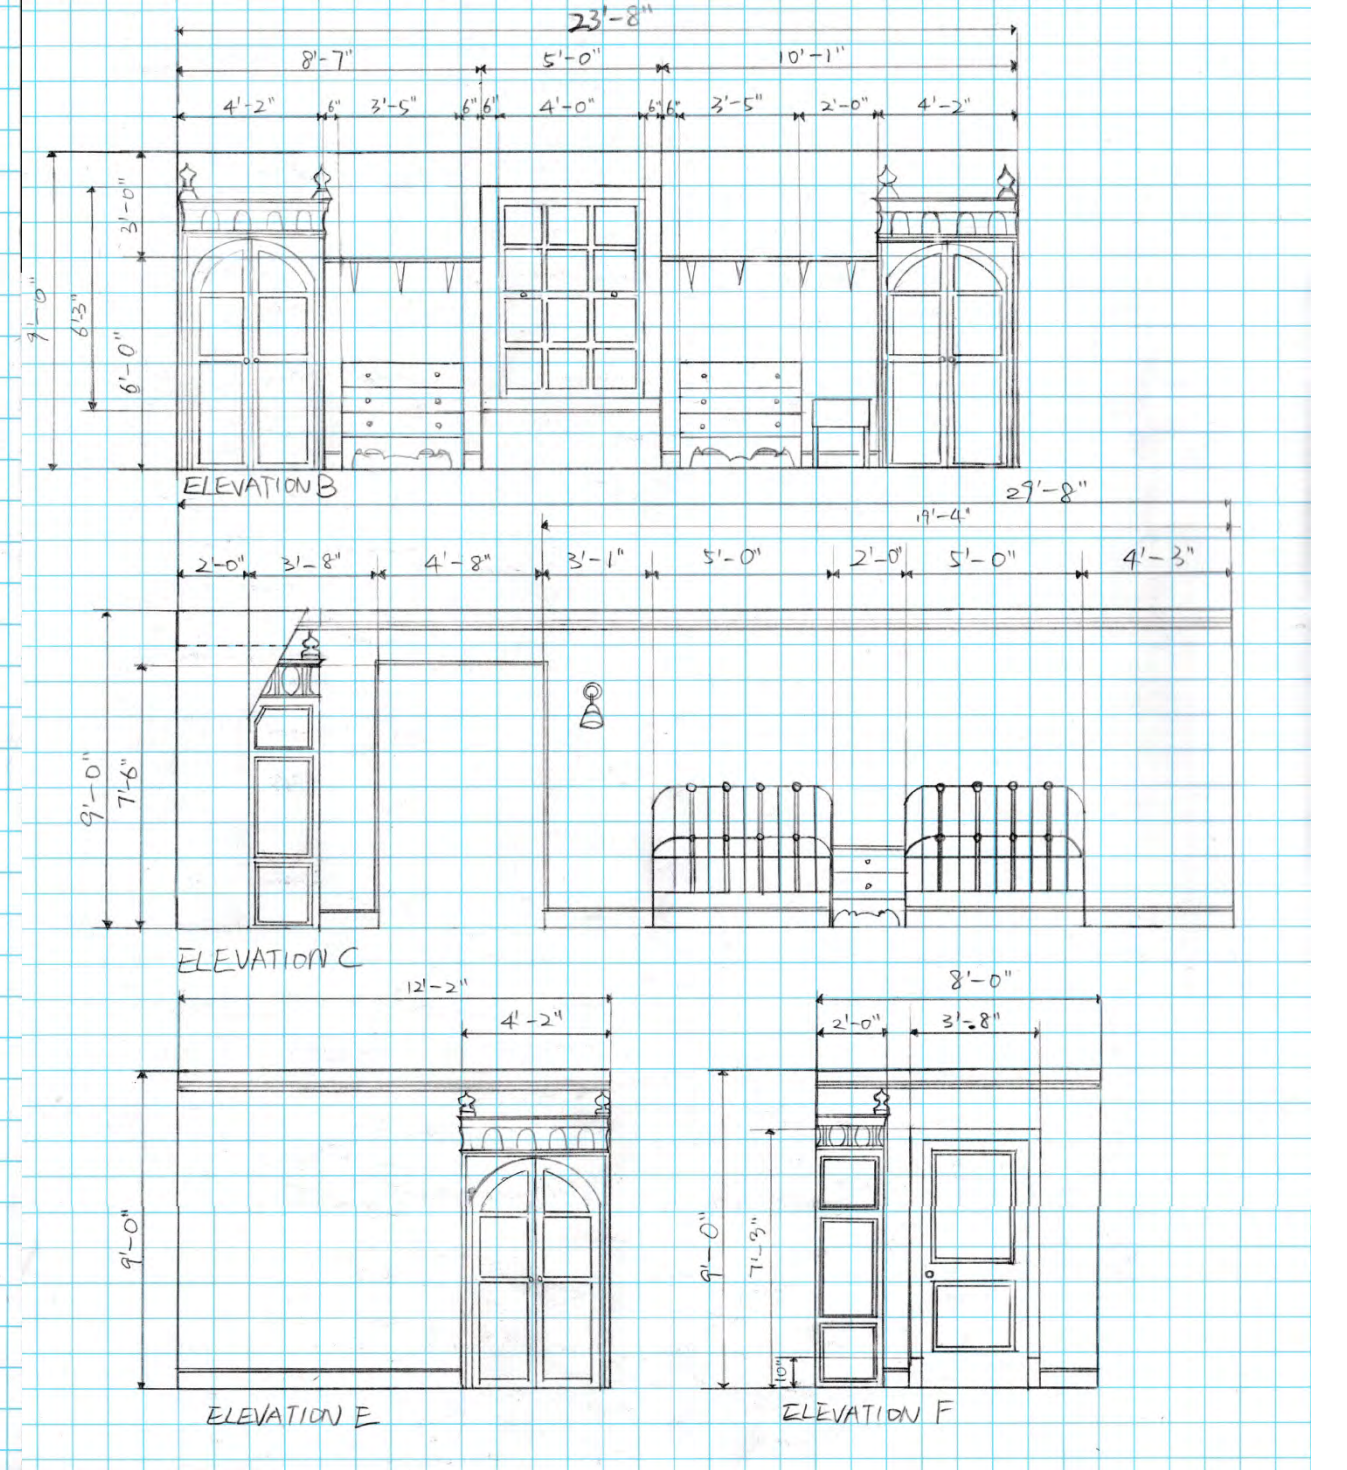 23'-8"
8'-7" 5'-0" 10'-1"
4'-2" 6" 3'-5" 6" 6" 4'-0" 6" 6" 3'-5" 2'-0" 4'-2"
9'-0"
6'-3"
3'-0"
6'-0"
ELEVATION B
29'-8"
19'-4"
2'-0" 3'-8" 4'-8" 3'-1" 5'-0" 2'-0" 5'-0" 4'-3"
9'-0"
7'-6"
ELEVATION C
12'-2"
4'-2"
9'-0"
ELEVATION E
8'-0"
2'-0" 3'-8"
9'-0"
7'-3"
10"
ELEVATION F